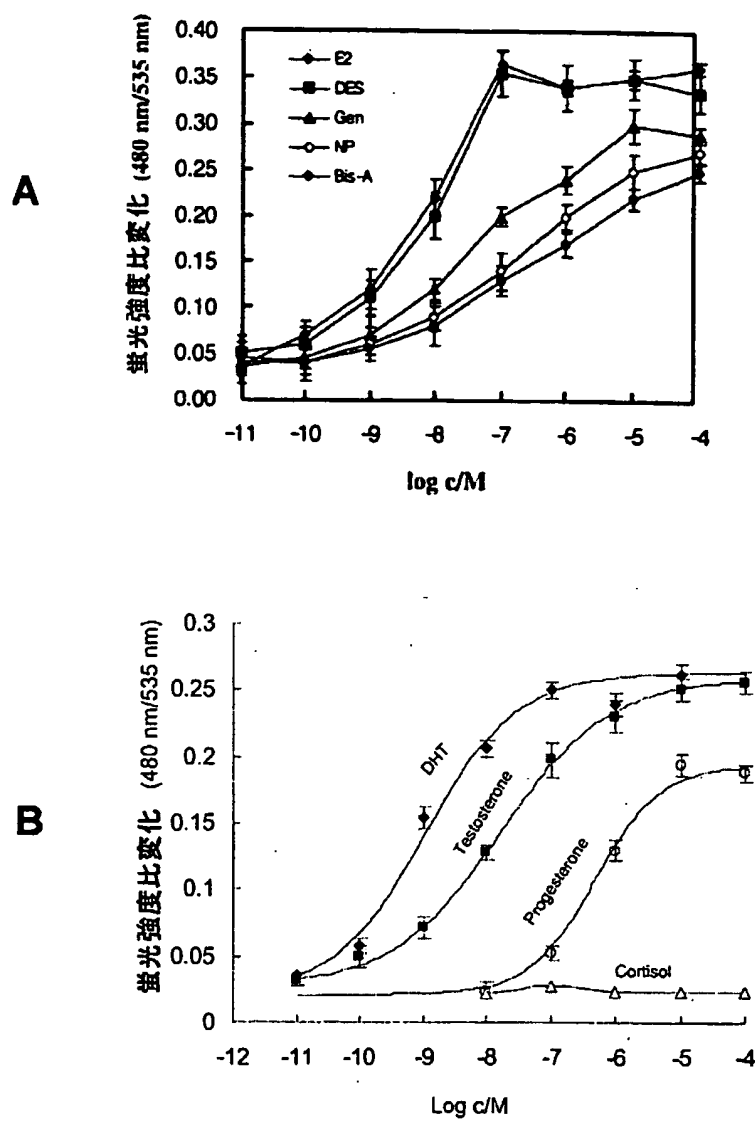 A
蛍光強度比変化 (480 nm/535 nm)
0.40
0.35
0.30
0.25
0.20
0.15
0.10
0.05
0.00
E2
DES
Gen
NP
Bis-A
-11 -10 -9 -8 -7 -6 -5 -4
log c/M
B
蛍光強度比変化 (480 nm/535 nm)
0.3
0.25
0.2
0.15
0.1
0.05
0
DHT
Testosterone
Progesterone
Cortisol
-12 -11 -10 -9 -8 -7 -6 -5 -4
Log c/M